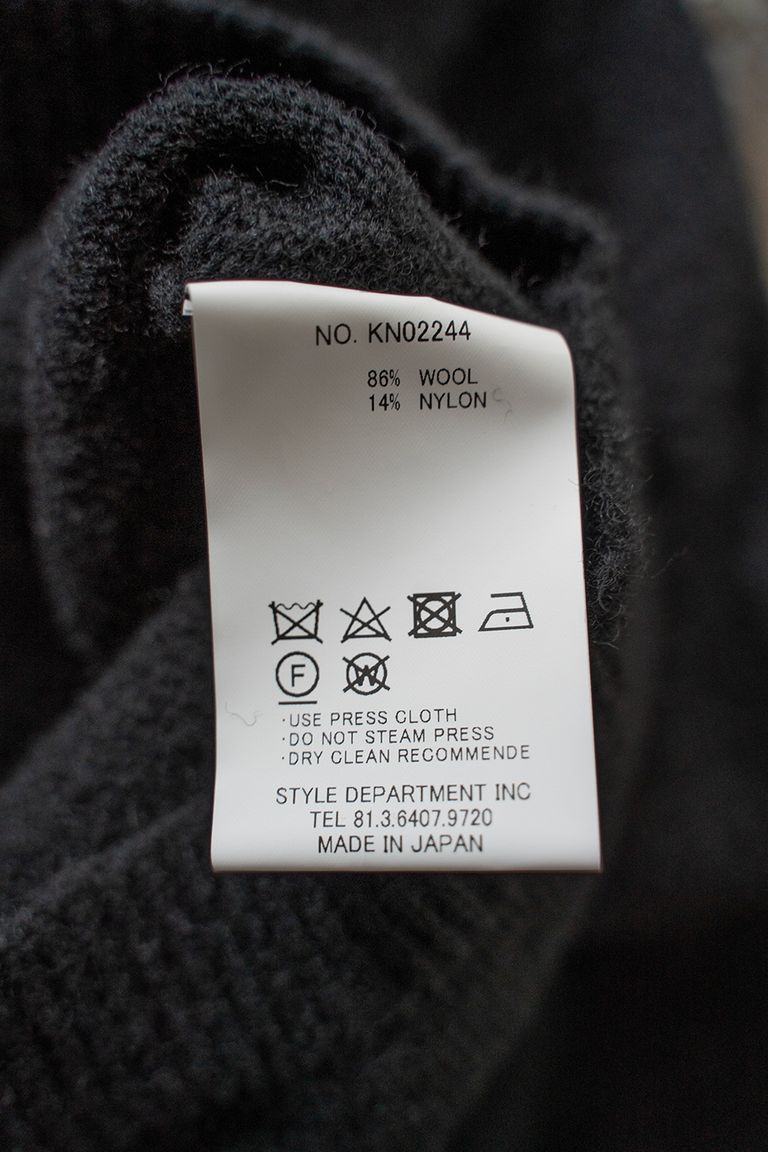 NO. KN02244
86% WOOL
14% NYLON
F W
·USE PRESS CLOTH
·DO NOT STEAM PRESS
·DRY CLEAN RECOMMENDE
STYLE DEPARTMENT INC
TEL 81.3.6407.9720
MADE IN JAPAN